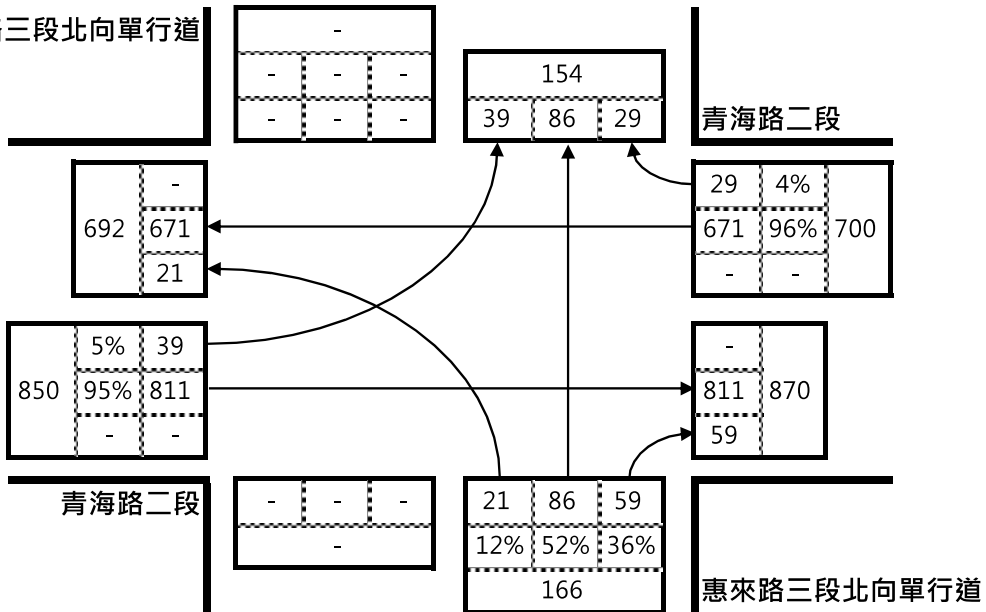 路三段北向單行道
-
- - -
- - -
154
39 86 29
青海路二段
-
692 671
21
29 4%
671 96% 700
- -
5% 39
850 95% 811
- -
-
811 870
59
青海路二段
- - -
-
21 86 59
12% 52% 36%
166
惠來路三段北向單行道